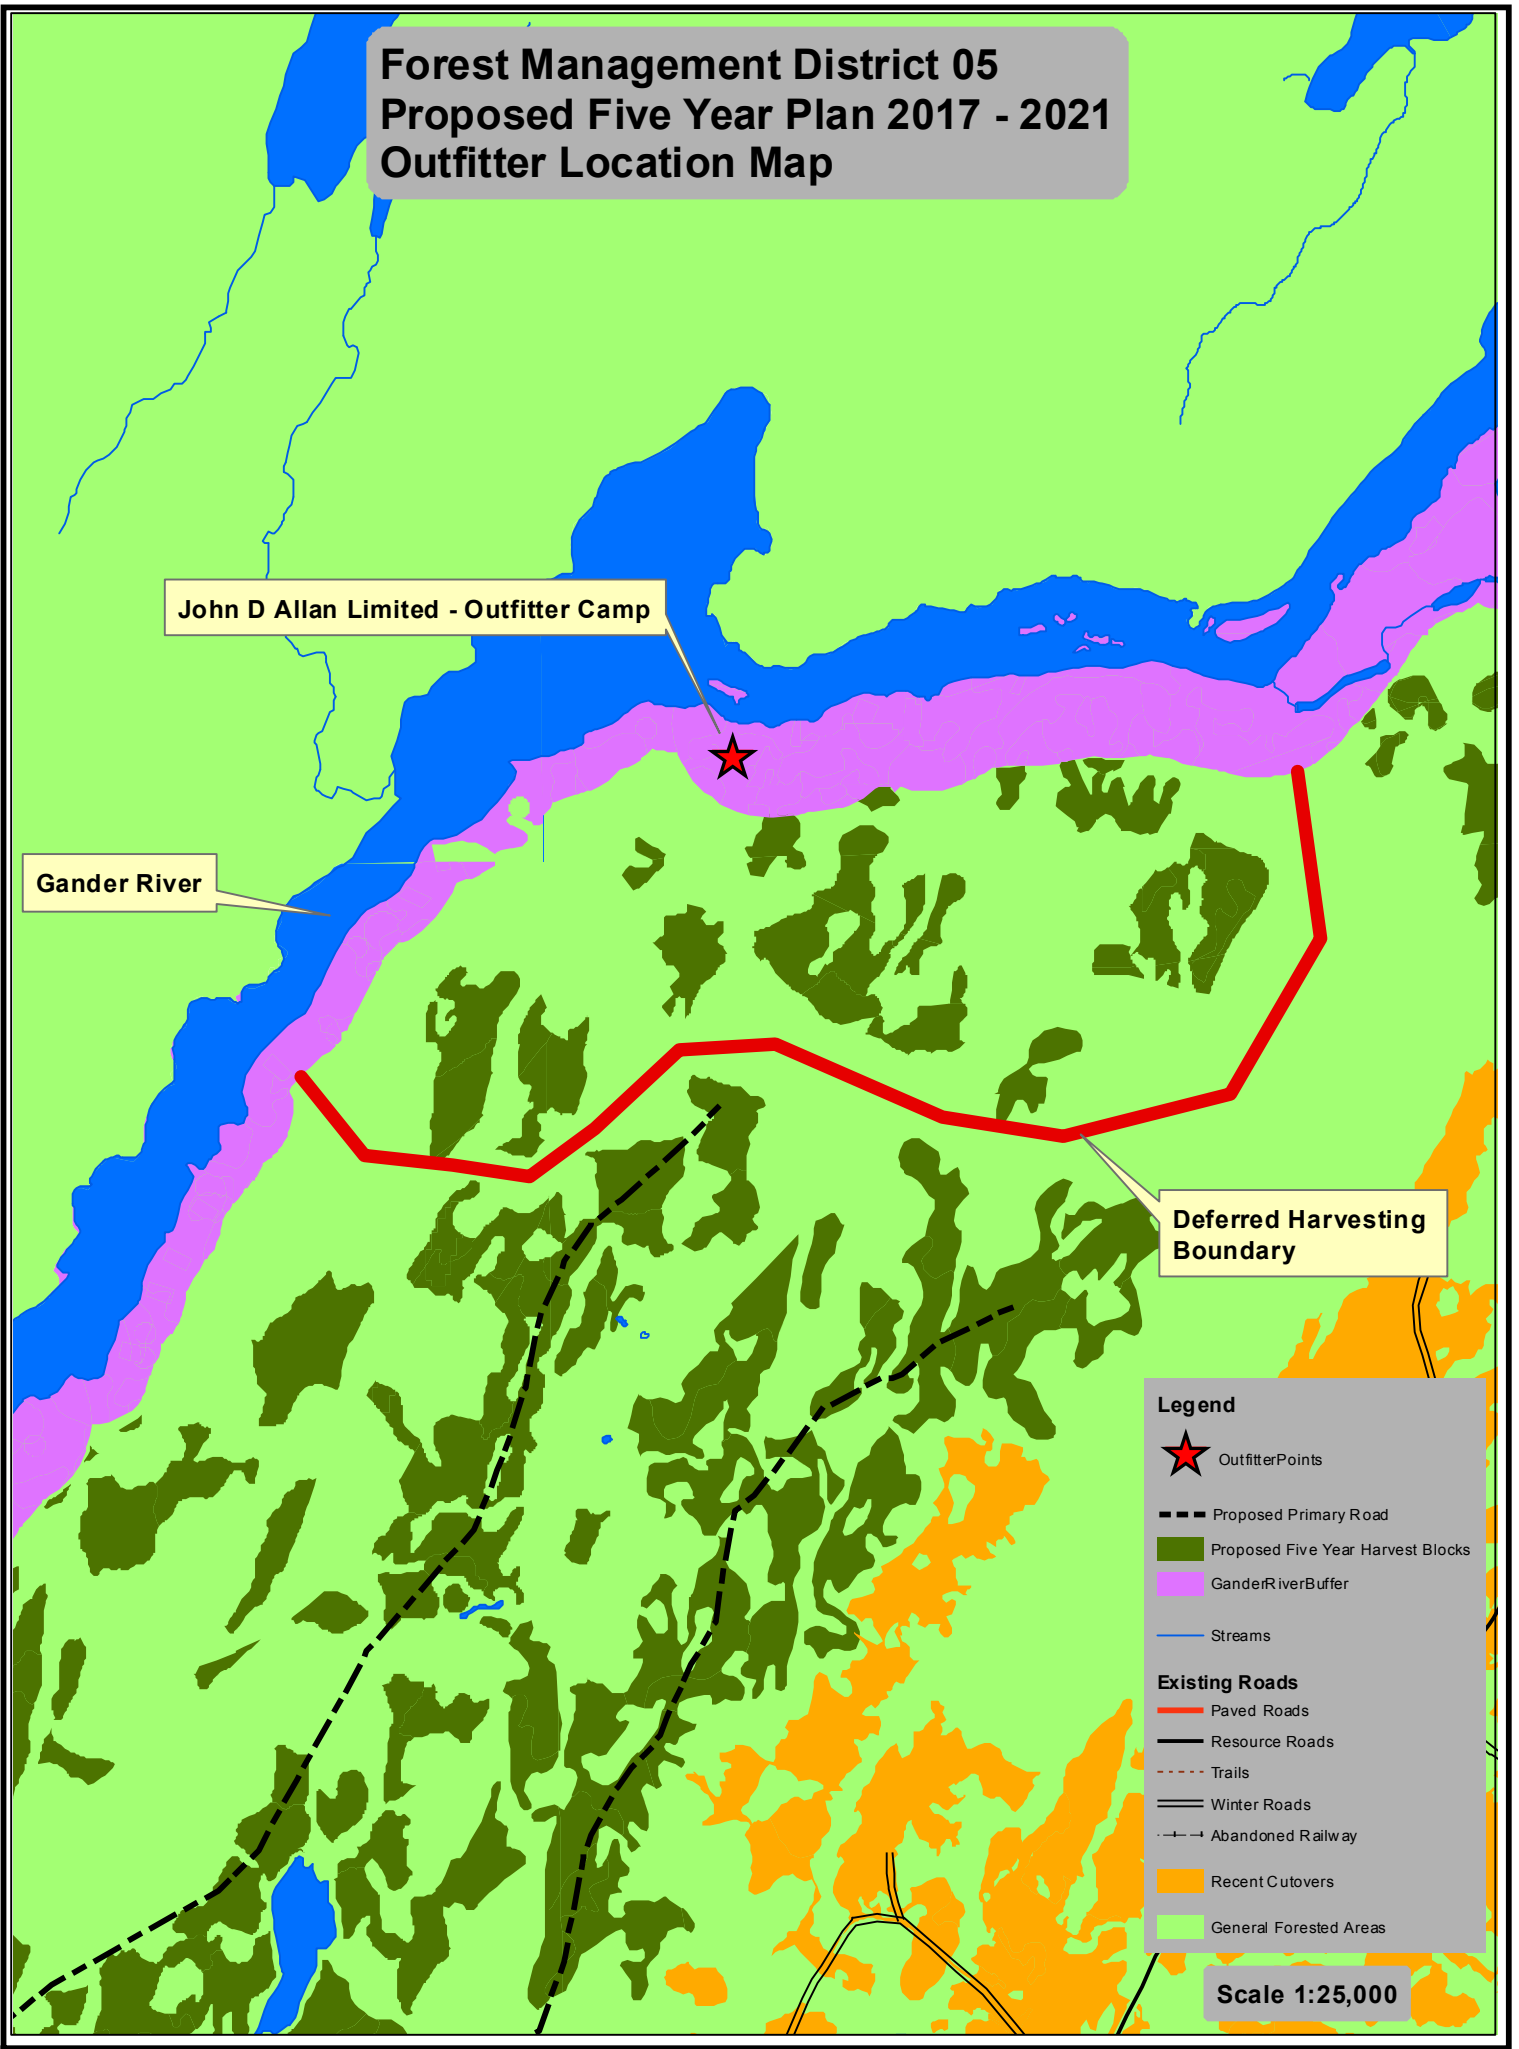 Forest Management District 05
Proposed Five Year Plan 2017 - 2021
Outfitter Location Map
John D Allan Limited - Outfitter Camp
Gander River
Deferred Harvesting
Boundary
Legend
OutfitterPoints
Proposed Primary Road
Proposed Five Year Harvest Blocks
GanderRiverBuffer
Streams
Existing Roads
Paved Roads
Resource Roads
Trails
Winter Roads
Abandoned Railway
Recent Cutovers
General Forested Areas
Scale 1:25,000